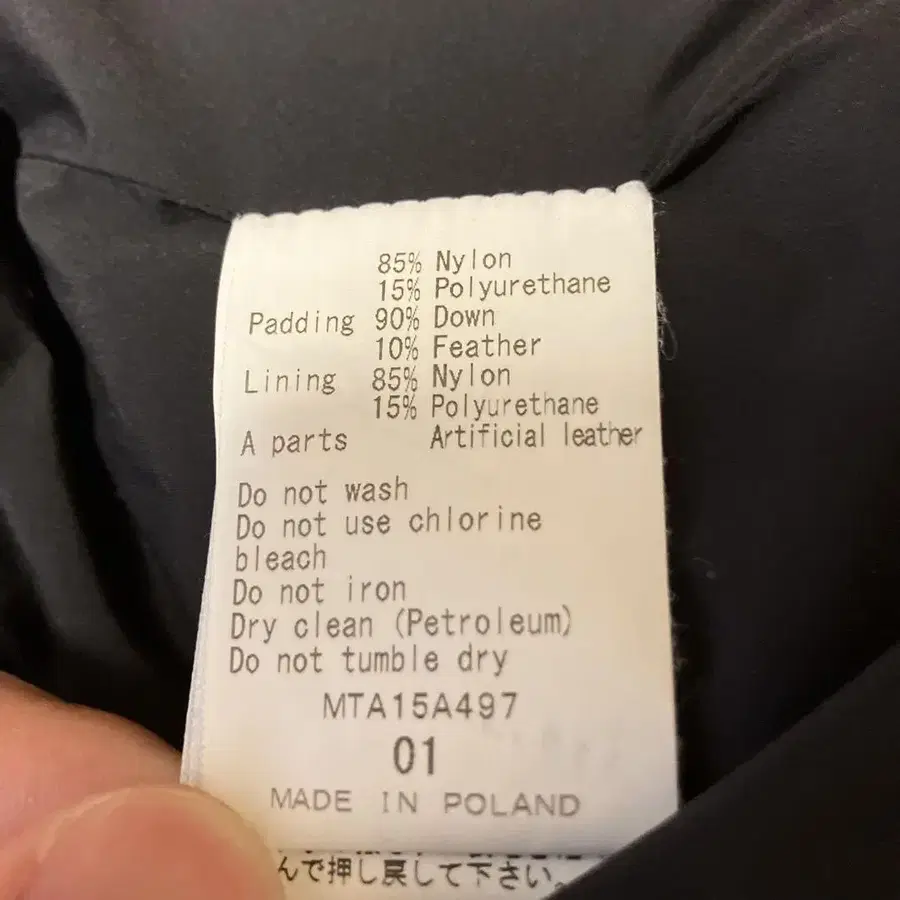 85% Nylon
15% Polyurethane
Padding 90% Down
10% Feather
Lining 85% Nylon
15% Polyurethane
A parts Artificial leather
Do not wash
Do not use chlorine
bleach
Do not iron
Dry clean (Petroleum)
Do not tumble dry
MTA15A497
01
MADE IN POLAND
んで押し戻して下さい。